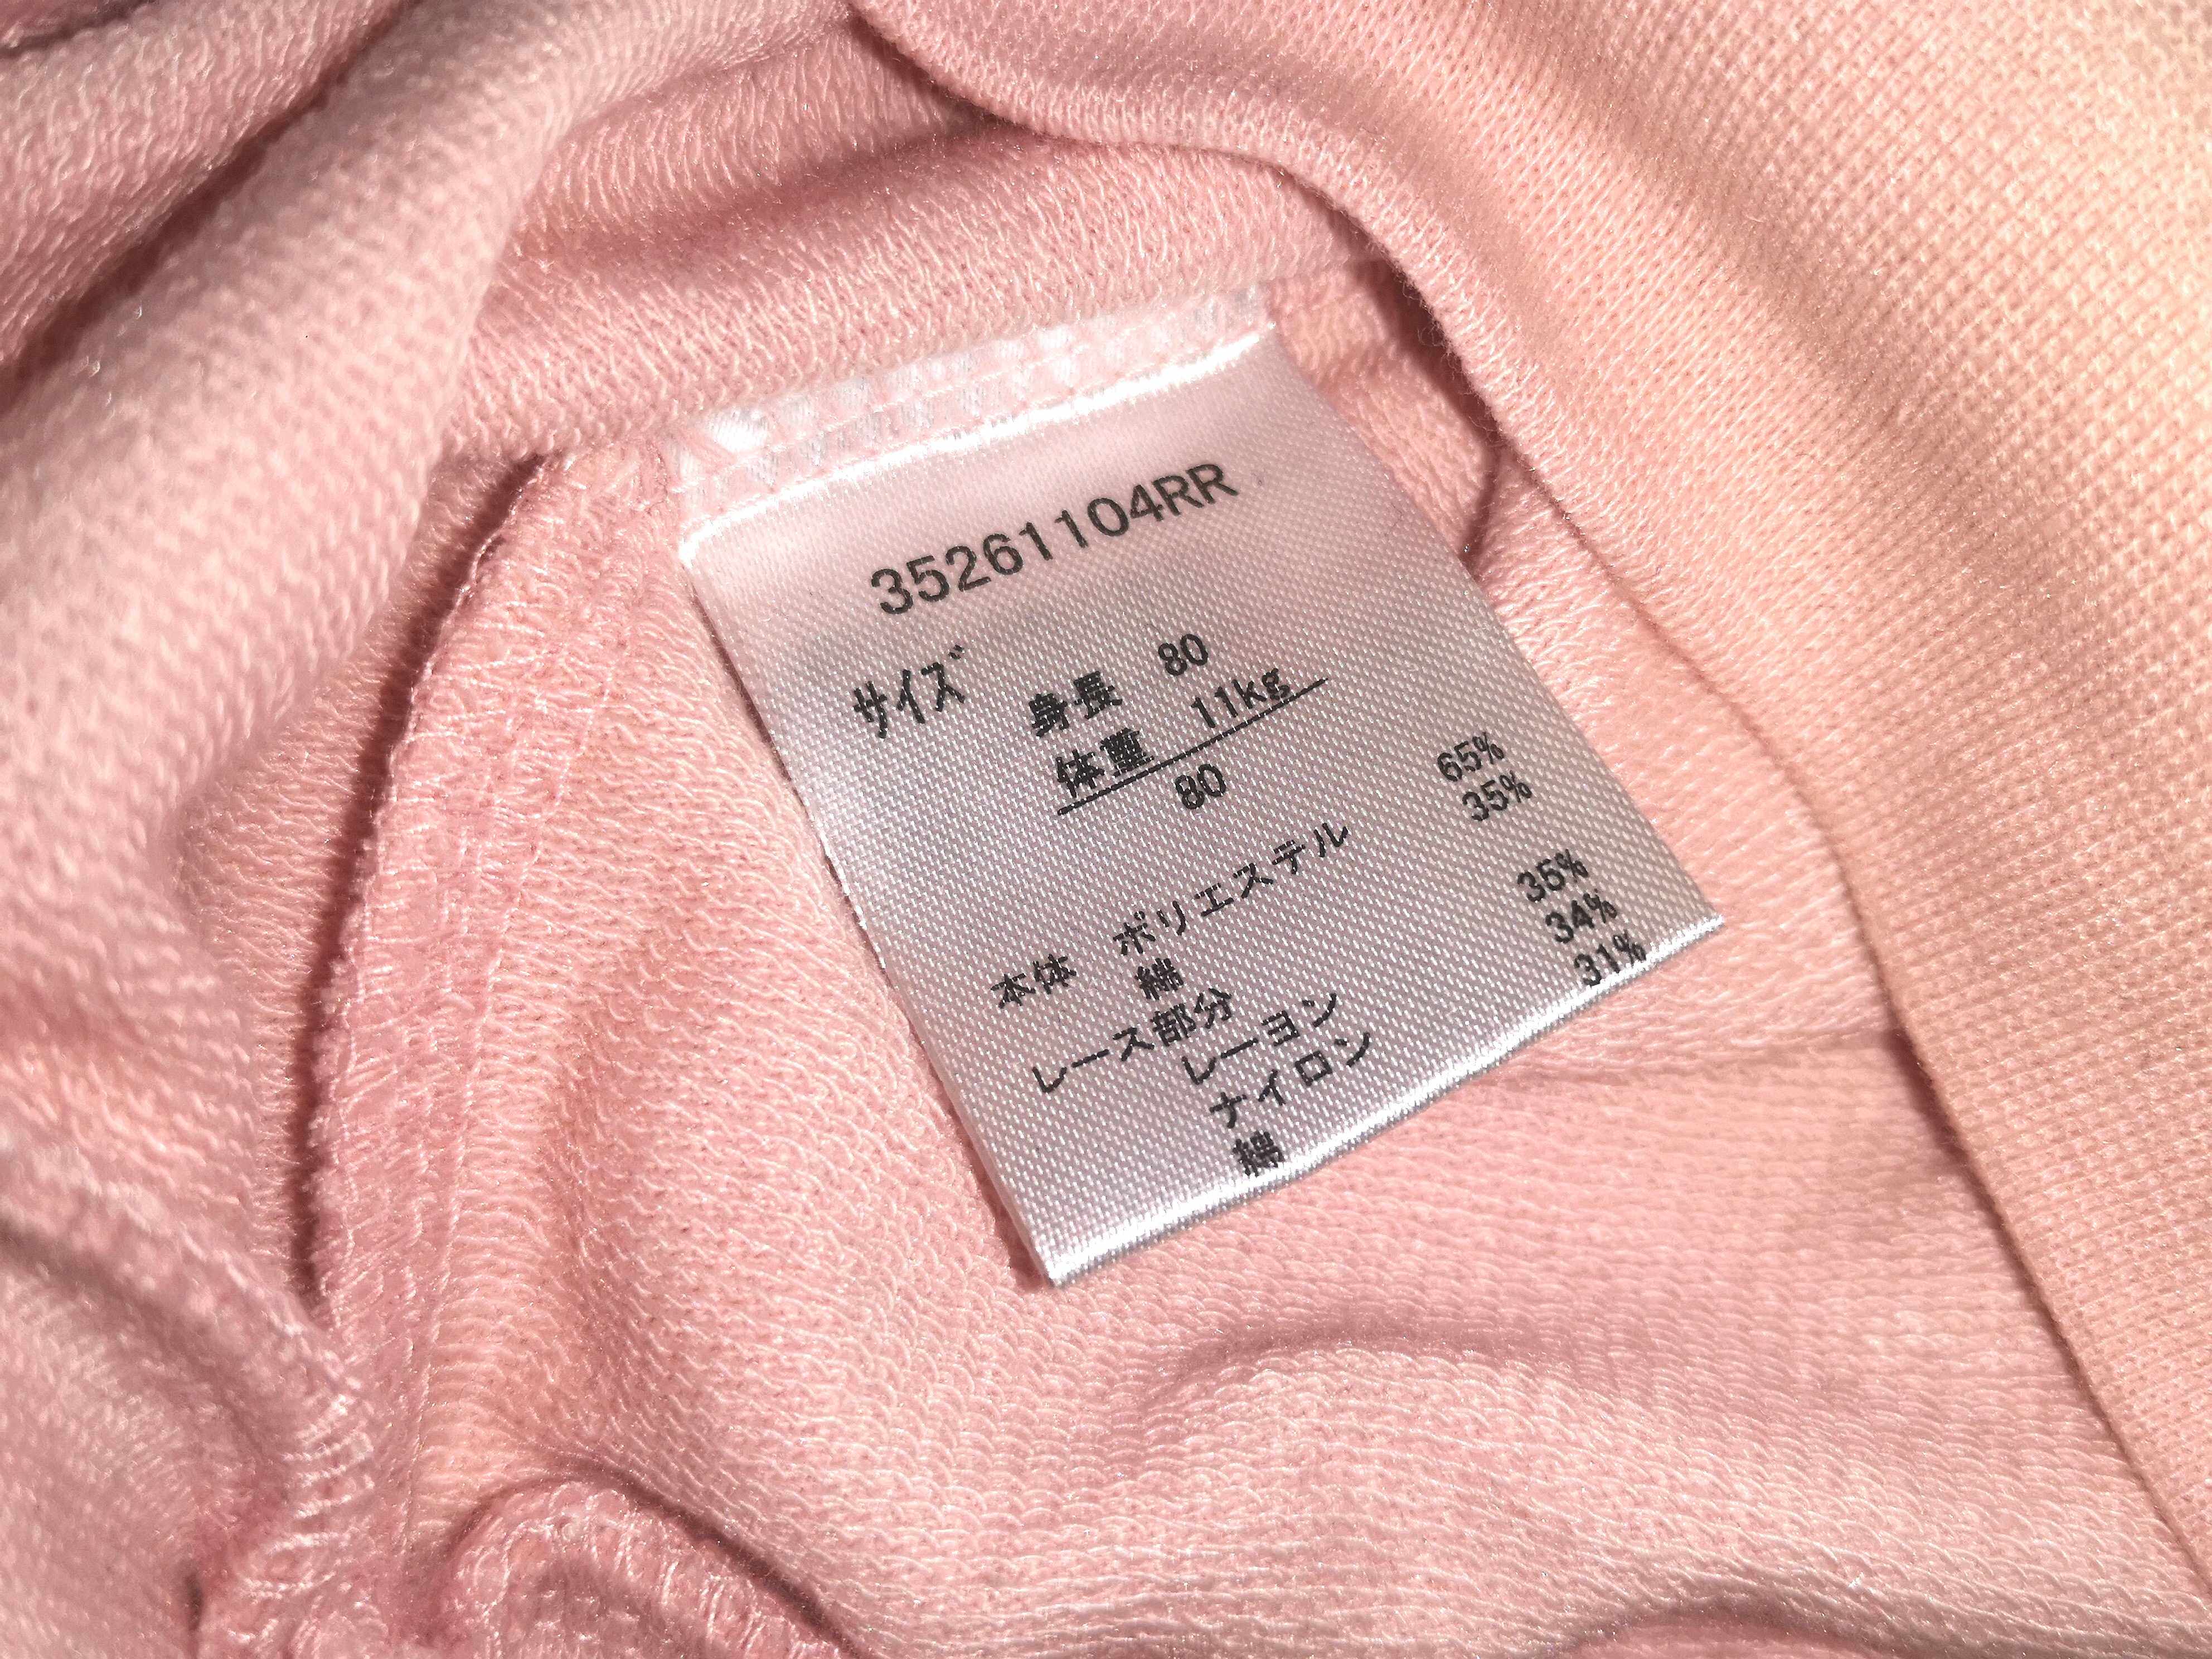 35261104RR
サイズ 身長 80
体重 11kg
80
本体 ポリエステル 65%
綿 35%
レース部分
レーヨン 35%
ナイロン 34%
綿 31%